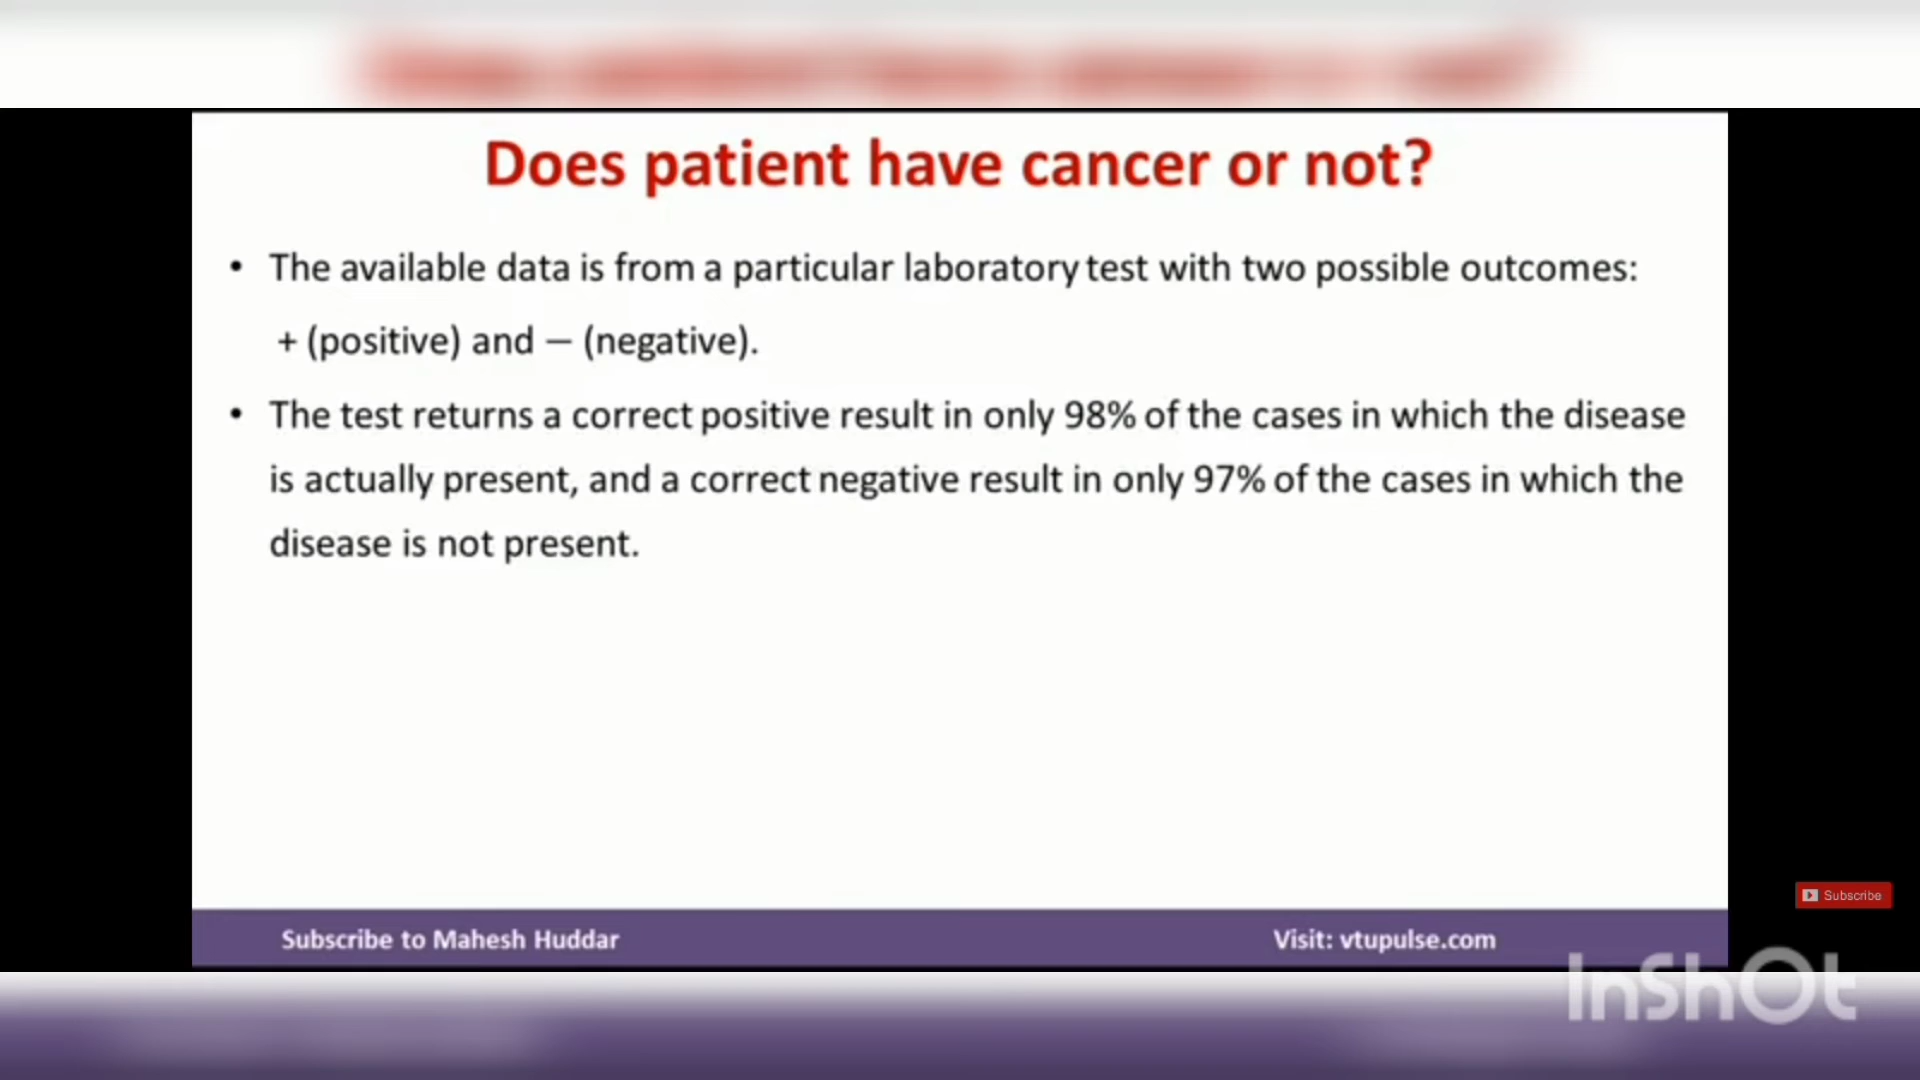 Does patient have cancer or not?
• The available data is from a particular laboratory test with two possible outcomes:
+ (positive) and − (negative).
• The test returns a correct positive result in only 98% of the cases in which the disease
is actually present, and a correct negative result in only 97% of the cases in which the
disease is not present.
Subscribe
Subscribe to Mahesh Huddar
Visit: vtupulse.com
InShOt